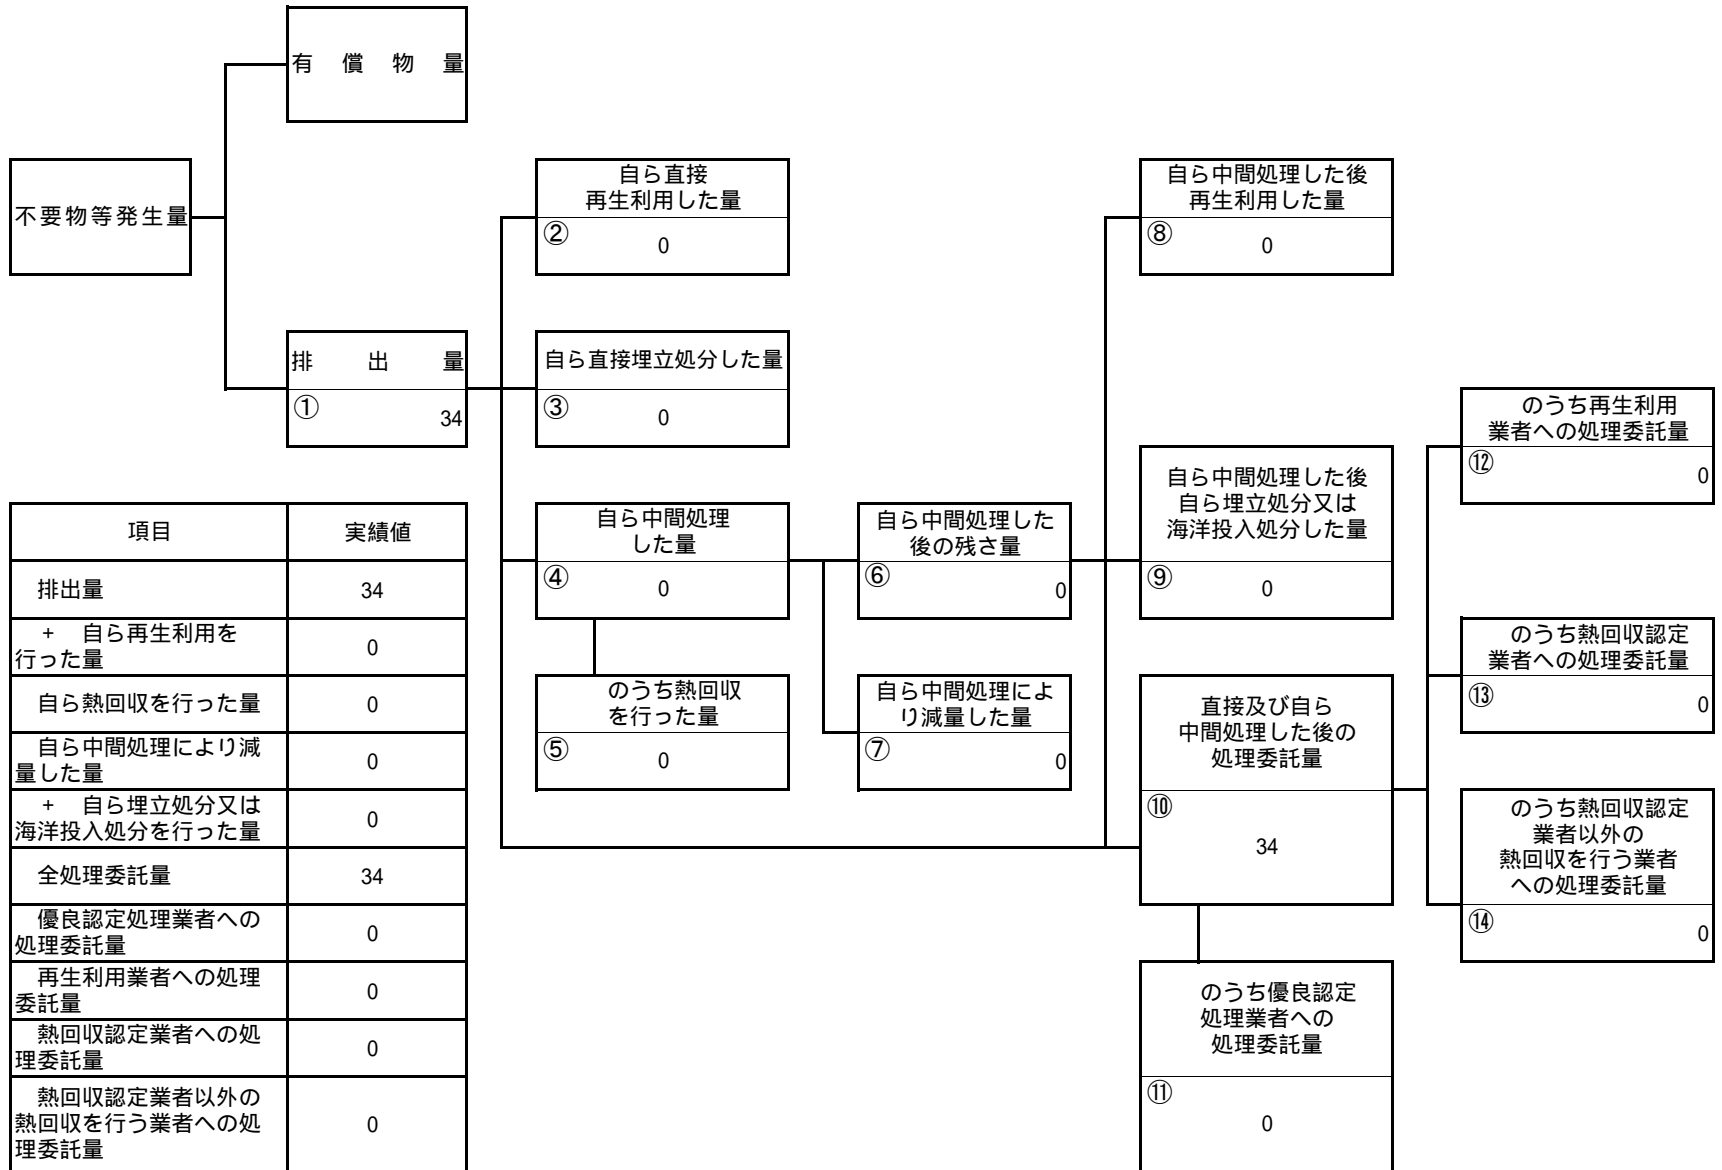 有償物量
不要物等発生量
排出量
①
34
自ら直接
再生利用した量
②
0
自ら直接埋立処分した量
③
0
自ら中間処理
した量
④
0
のうち熱回収
を行った量
⑤
0
自ら中間処理した
後の残さ量
⑥
0
自ら中間処理によ
り減量した量
⑦
0
自ら中間処理した後
再生利用した量
⑧
0
自ら中間処理した後
自ら埋立処分又は
海洋投入処分した量
⑨
0
直接及び自ら
中間処理した後の
処理委託量
⑩
34
のうち優良認定
処理業者への
処理委託量
⑪
0
のうち再生利用
業者への処理委託量
⑫
0
のうち熱回収認定
業者への処理委託量
⑬
0
のうち熱回収認定
業者以外の
熱回収を行う業者
への処理委託量
⑭
0
項目 実績値
排出量 34
+ 自ら再生利用を
行った量 0
自ら熱回収を行った量 0
自ら中間処理により減
量した量 0
+ 自ら埋立処分又は
海洋投入処分を行った量 0
全処理委託量 34
優良認定処理業者への
処理委託量 0
再生利用業者への処理
委託量 0
熱回収認定業者への処
理委託量 0
熱回収認定業者以外の
熱回収を行う業者への処
理委託量 0